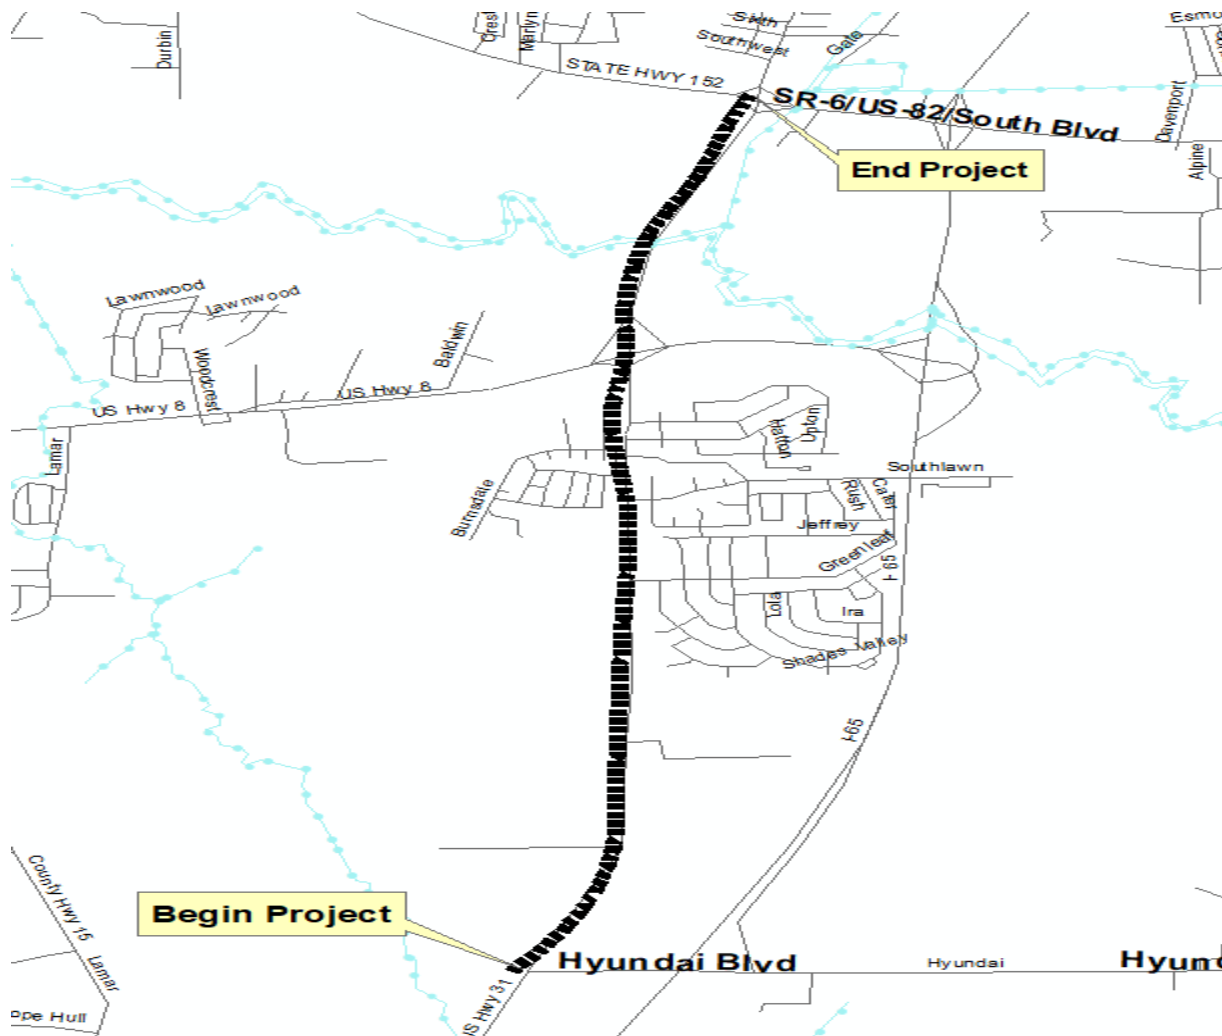 Durbin
Crest
Marlyn
Sixth
Southwest
Gate
Esmo
STATE HWY 152
SR-6/US-82/South Blvd
Davenport
Alpine
End Project
Lawnwood
Lawnwood
Woodcrest
Baldwin
US Hwy 8
US Hwy 8
Lamar
Burnsdale
Hatton
Upton
Southlawn
Rush
Carter
Jeffrey
Greenleaf
I-65
Lola
Ira
Shades Valley
I-65
County Hwy 15
Lamar
Begin Project
Hyundai Blvd
Hyundai
Hyun
US Hwy 31
ope Hull